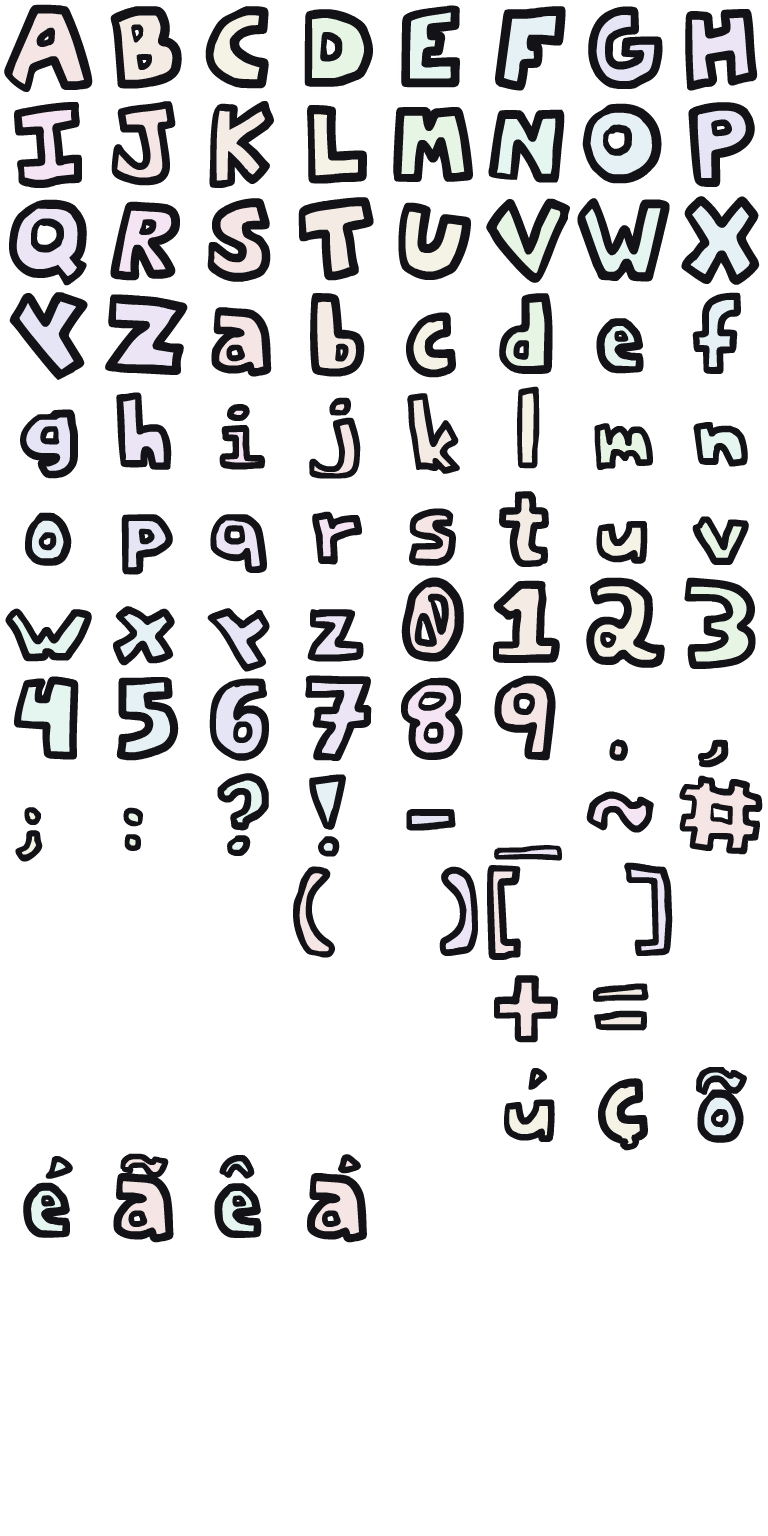 A B C D E F G H
I J K L M N O P
Q R S T U V W X
Y Z a b c d e f
g h i j k l m n
o p q r s t u v
w x y z 0 1 2 3
4 5 6 7 8 9 . ,
; : ? ! - _ ~ #
( ) [ ]
+ =
ú ç õ
é ã ê à